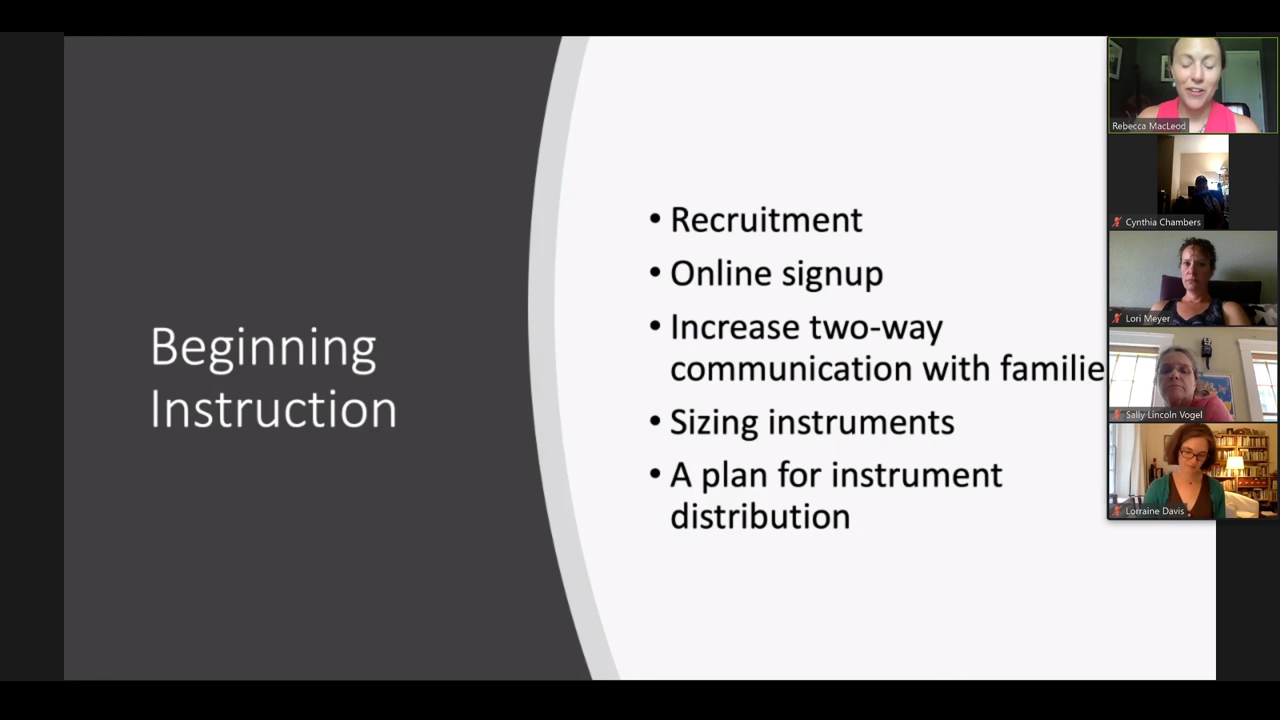 Beginning
Instruction
• Recruitment
• Online signup
• Increase two-way
communication with familie
• Sizing instruments
• A plan for instrument
distribution
Rebecca MacLeod
Cynthia Chambers
Lori Meyer
Sally Lincoln Vogel
Lorraine Davis